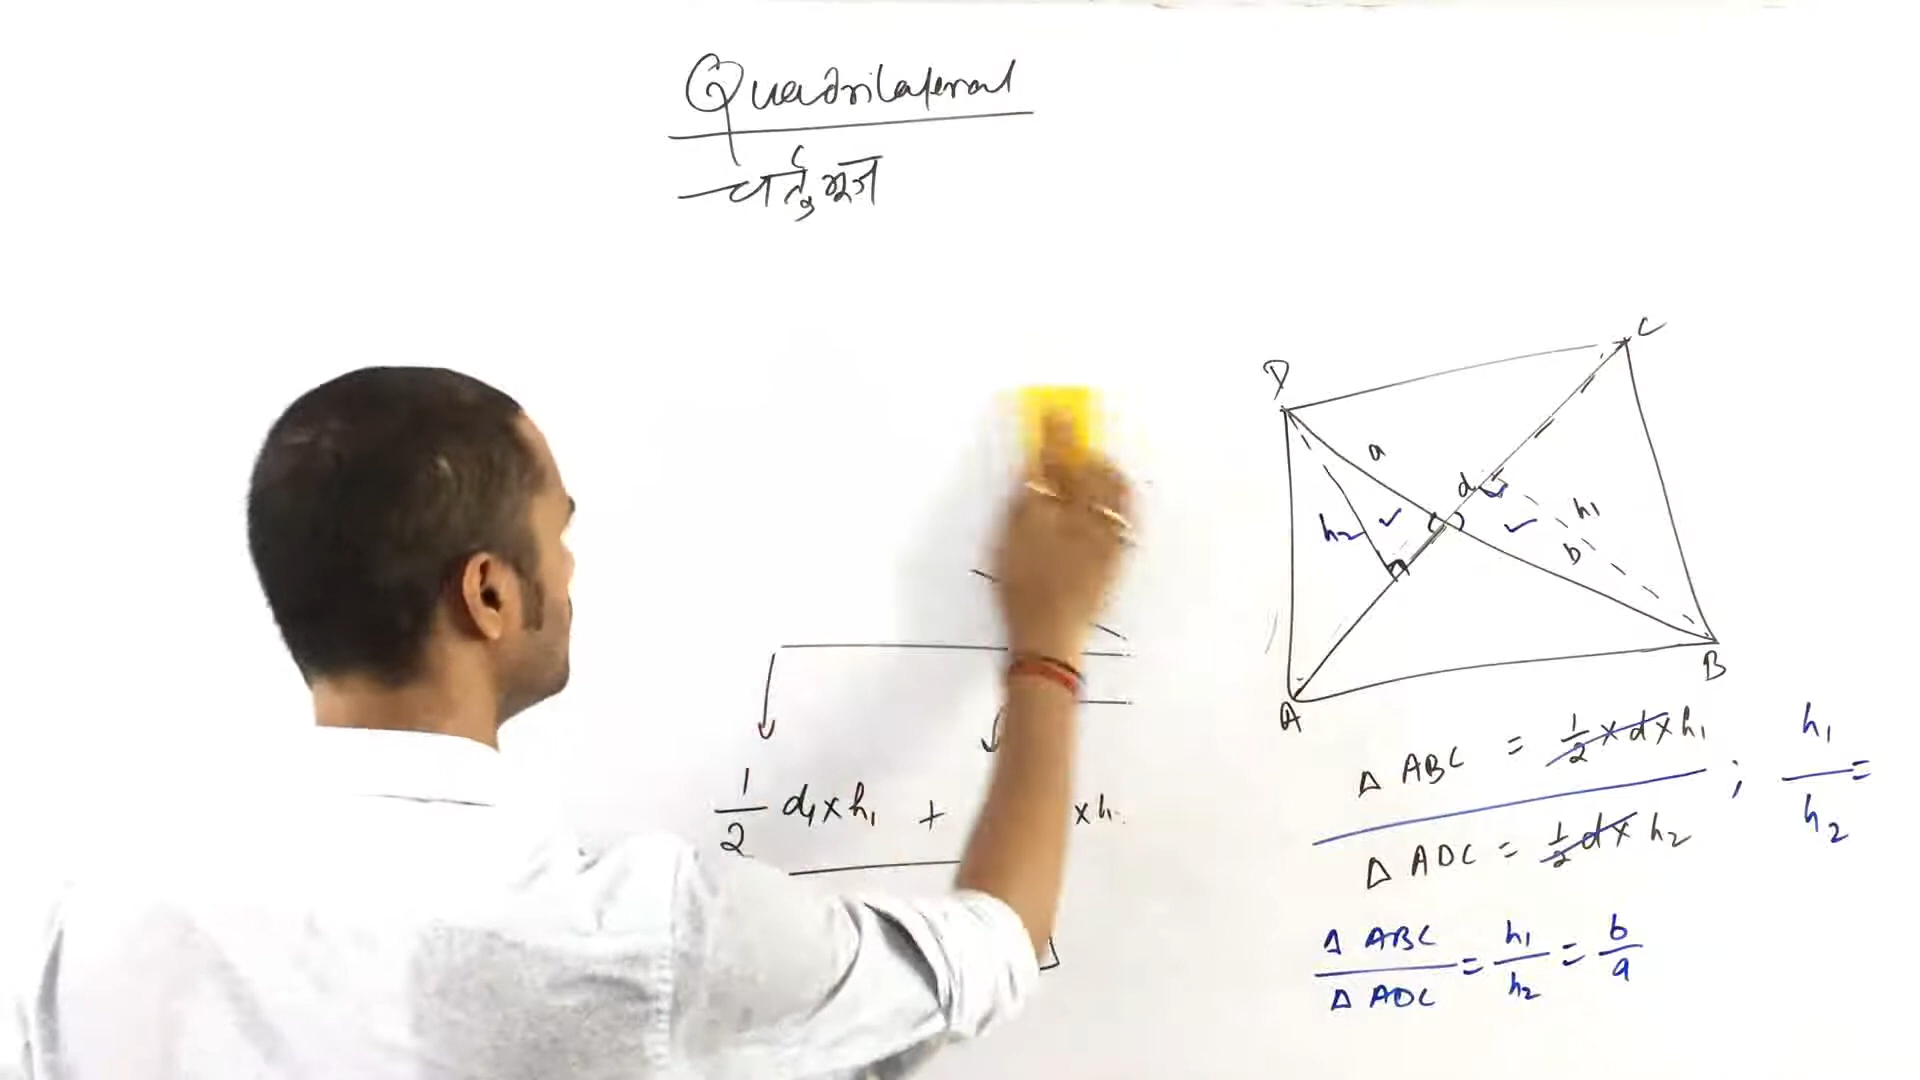 Quadrilateral
चर्तुभुज
C
D
a
d
h1
h2
b
B
A
Δ ABC = 1/2 x d x h1 ; h1/h2 =
Δ ADC = 1/2 d x h2
1/2 d1 x h1 + x h
Δ ABC / Δ ADC = h1/h2 = b/a